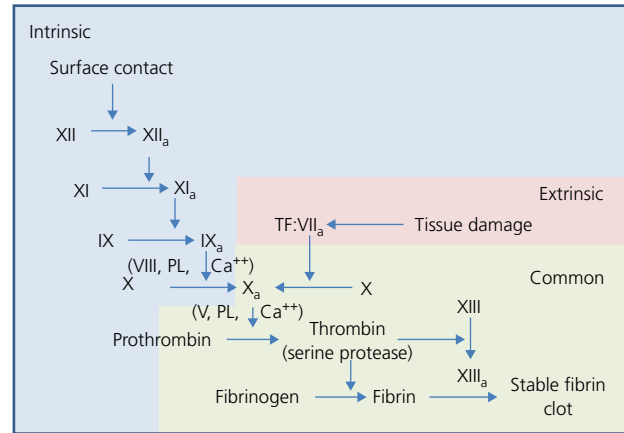 Intrinsic
Surface contact
XII XIIₐ
XI XIₐ
Extrinsic
IX IXₐ TF:VIIₐ Tissue damage
(VIII, PL, Ca⁺⁺)
Common
X Xₐ X
(V, PL, Ca⁺⁺) XIII
Prothrombin Thrombin
(serine protease)
XIIIₐ Stable fibrin
Fibrinogen Fibrin clot